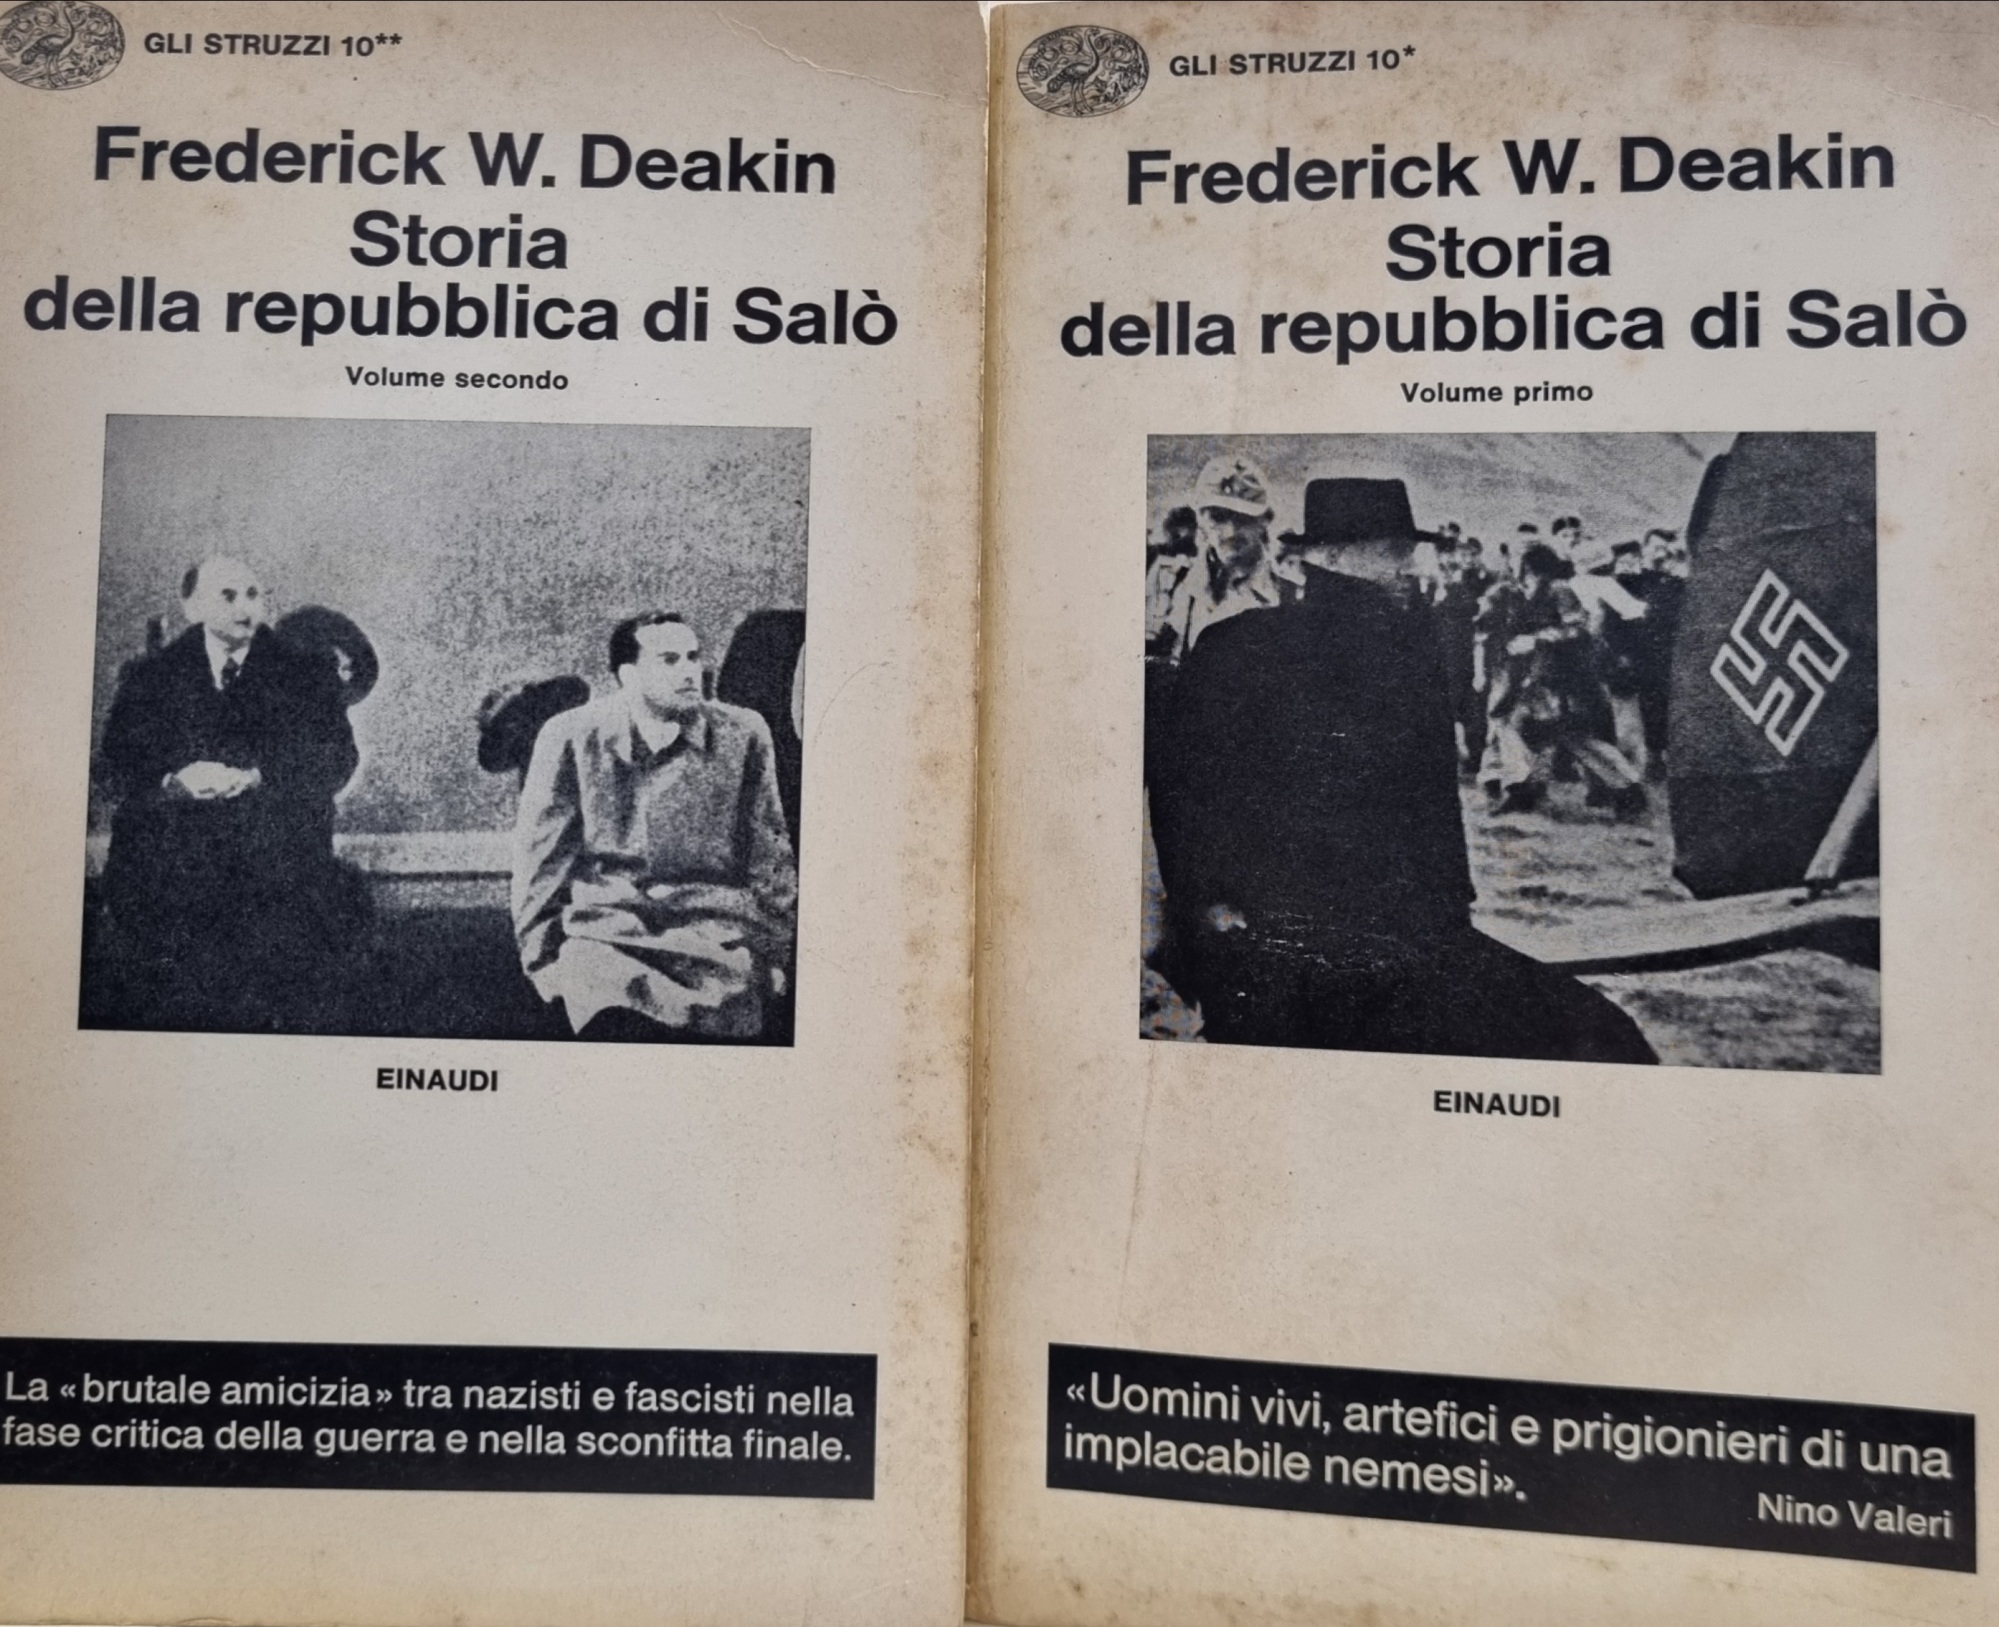 GLI STRUZZI 10**
Frederick W. Deakin
Storia
della repubblica di Salò
Volume secondo
EINAUDI
La «brutale amicizia» tra nazisti e fascisti nella
fase critica della guerra e nella sconfitta finale.
GLI STRUZZI 10*
Frederick W. Deakin
Storia
della repubblica di Salò
Volume primo
EINAUDI
«Uomini vivi, artefici e prigionieri di una
implacabile nemesi».
Nino Valeri